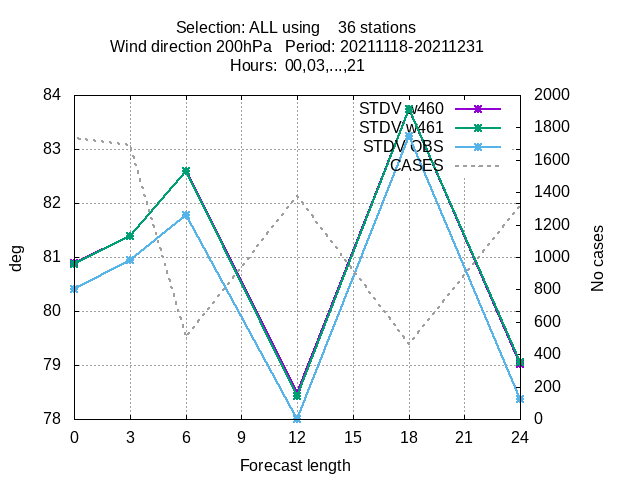 Selection: ALL using    36 stations
Wind direction 200hPa   Period: 20211118-20211231
Hours:  00,03,...,21
STDV w460
STDV w461
STDV OBS
CASES
84
83
82
81
80
79
78
2000
1800
1600
1400
1200
1000
800
600
400
200
0
deg
No cases
0 3 6 9 12 15 18 21 24
Forecast length